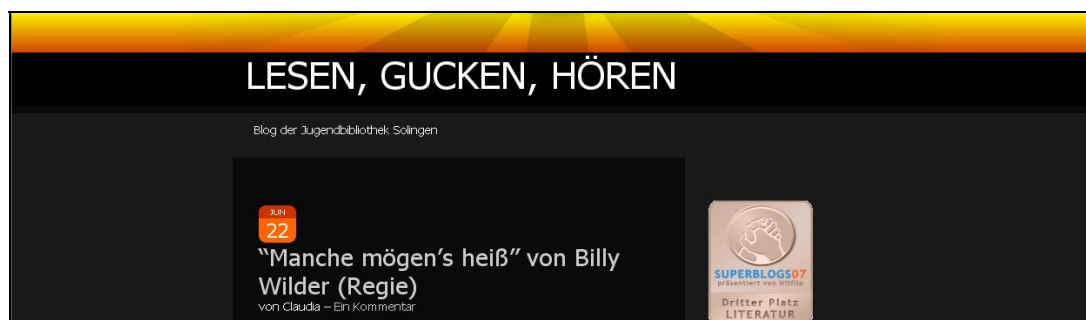 LESEN, GUCKEN, HÖREN
Blog der Jugendbibliothek Solingen
JUN
22
“Manche mögen’s heiß” von Billy
Wilder (Regie)
von Claudia – Ein Kommentar
SUPERBLOGS07
präsentiert von Hitflip
Dritter Platz
LITERATUR